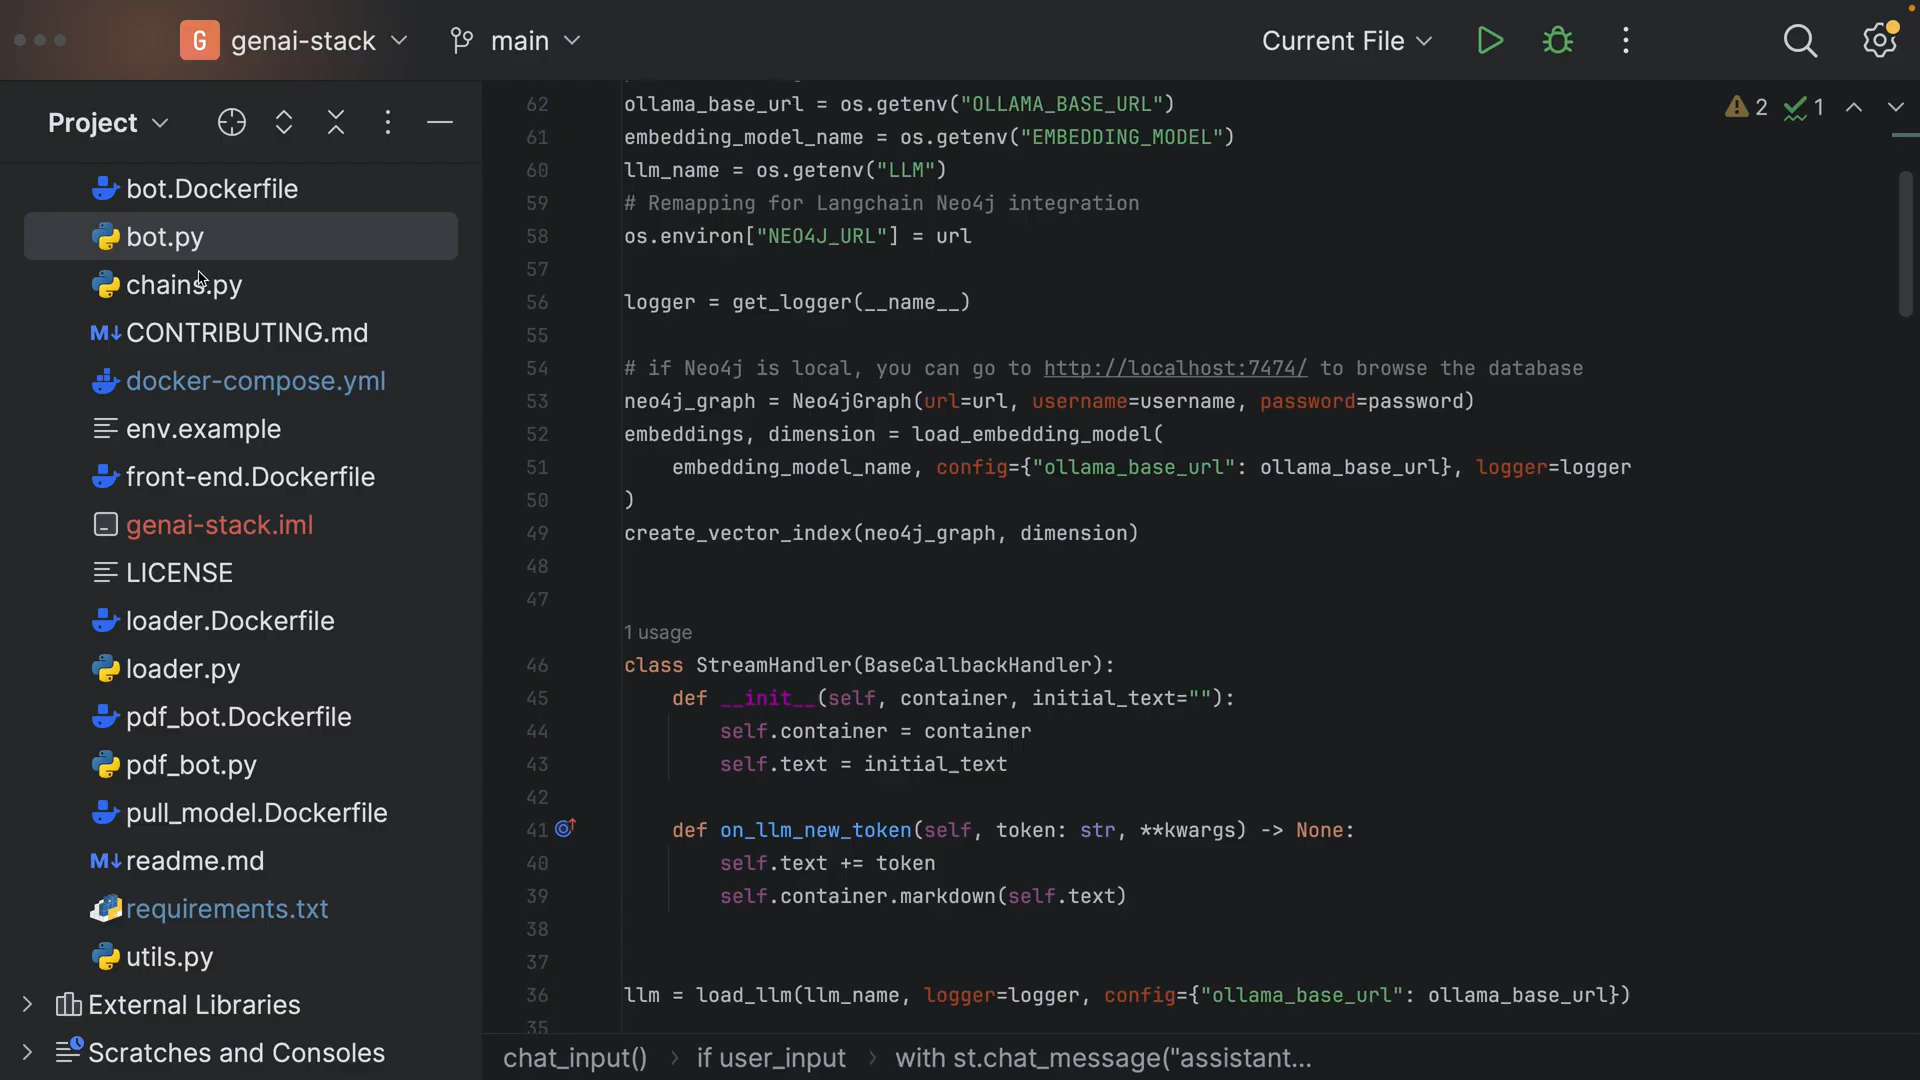 G genai-stack main Current File
Project
2 1
bot.Dockerfile
bot.py
chains.py
CONTRIBUTING.md
docker-compose.yml
env.example
front-end.Dockerfile
genai-stack.iml
LICENSE
loader.Dockerfile
loader.py
pdf_bot.Dockerfile
pdf_bot.py
pull_model.Dockerfile
readme.md
requirements.txt
utils.py
External Libraries
Scratches and Consoles
62 ollama_base_url = os.getenv("OLLAMA_BASE_URL")
61 embedding_model_name = os.getenv("EMBEDDING_MODEL")
60 llm_name = os.getenv("LLM")
59 # Remapping for Langchain Neo4j integration
58 os.environ["NEO4J_URL"] = url
57
56 logger = get_logger(__name__)
55
54 # if Neo4j is local, you can go to http://localhost:7474/ to browse the database
53 neo4j_graph = Neo4jGraph(url=url, username=username, password=password)
52 embeddings, dimension = load_embedding_model(
51     embedding_model_name, config={"ollama_base_url": ollama_base_url}, logger=logger
50 )
49 create_vector_index(neo4j_graph, dimension)
48
47
1 usage
46 class StreamHandler(BaseCallbackHandler):
45     def __init__(self, container, initial_text=""):
44         self.container = container
43         self.text = initial_text
42
41     def on_llm_new_token(self, token: str, **kwargs) -> None:
40         self.text += token
39         self.container.markdown(self.text)
38
37
36 llm = load_llm(llm_name, logger=logger, config={"ollama_base_url": ollama_base_url})
35
chat_input() › if user_input › with st.chat_message("assistant...